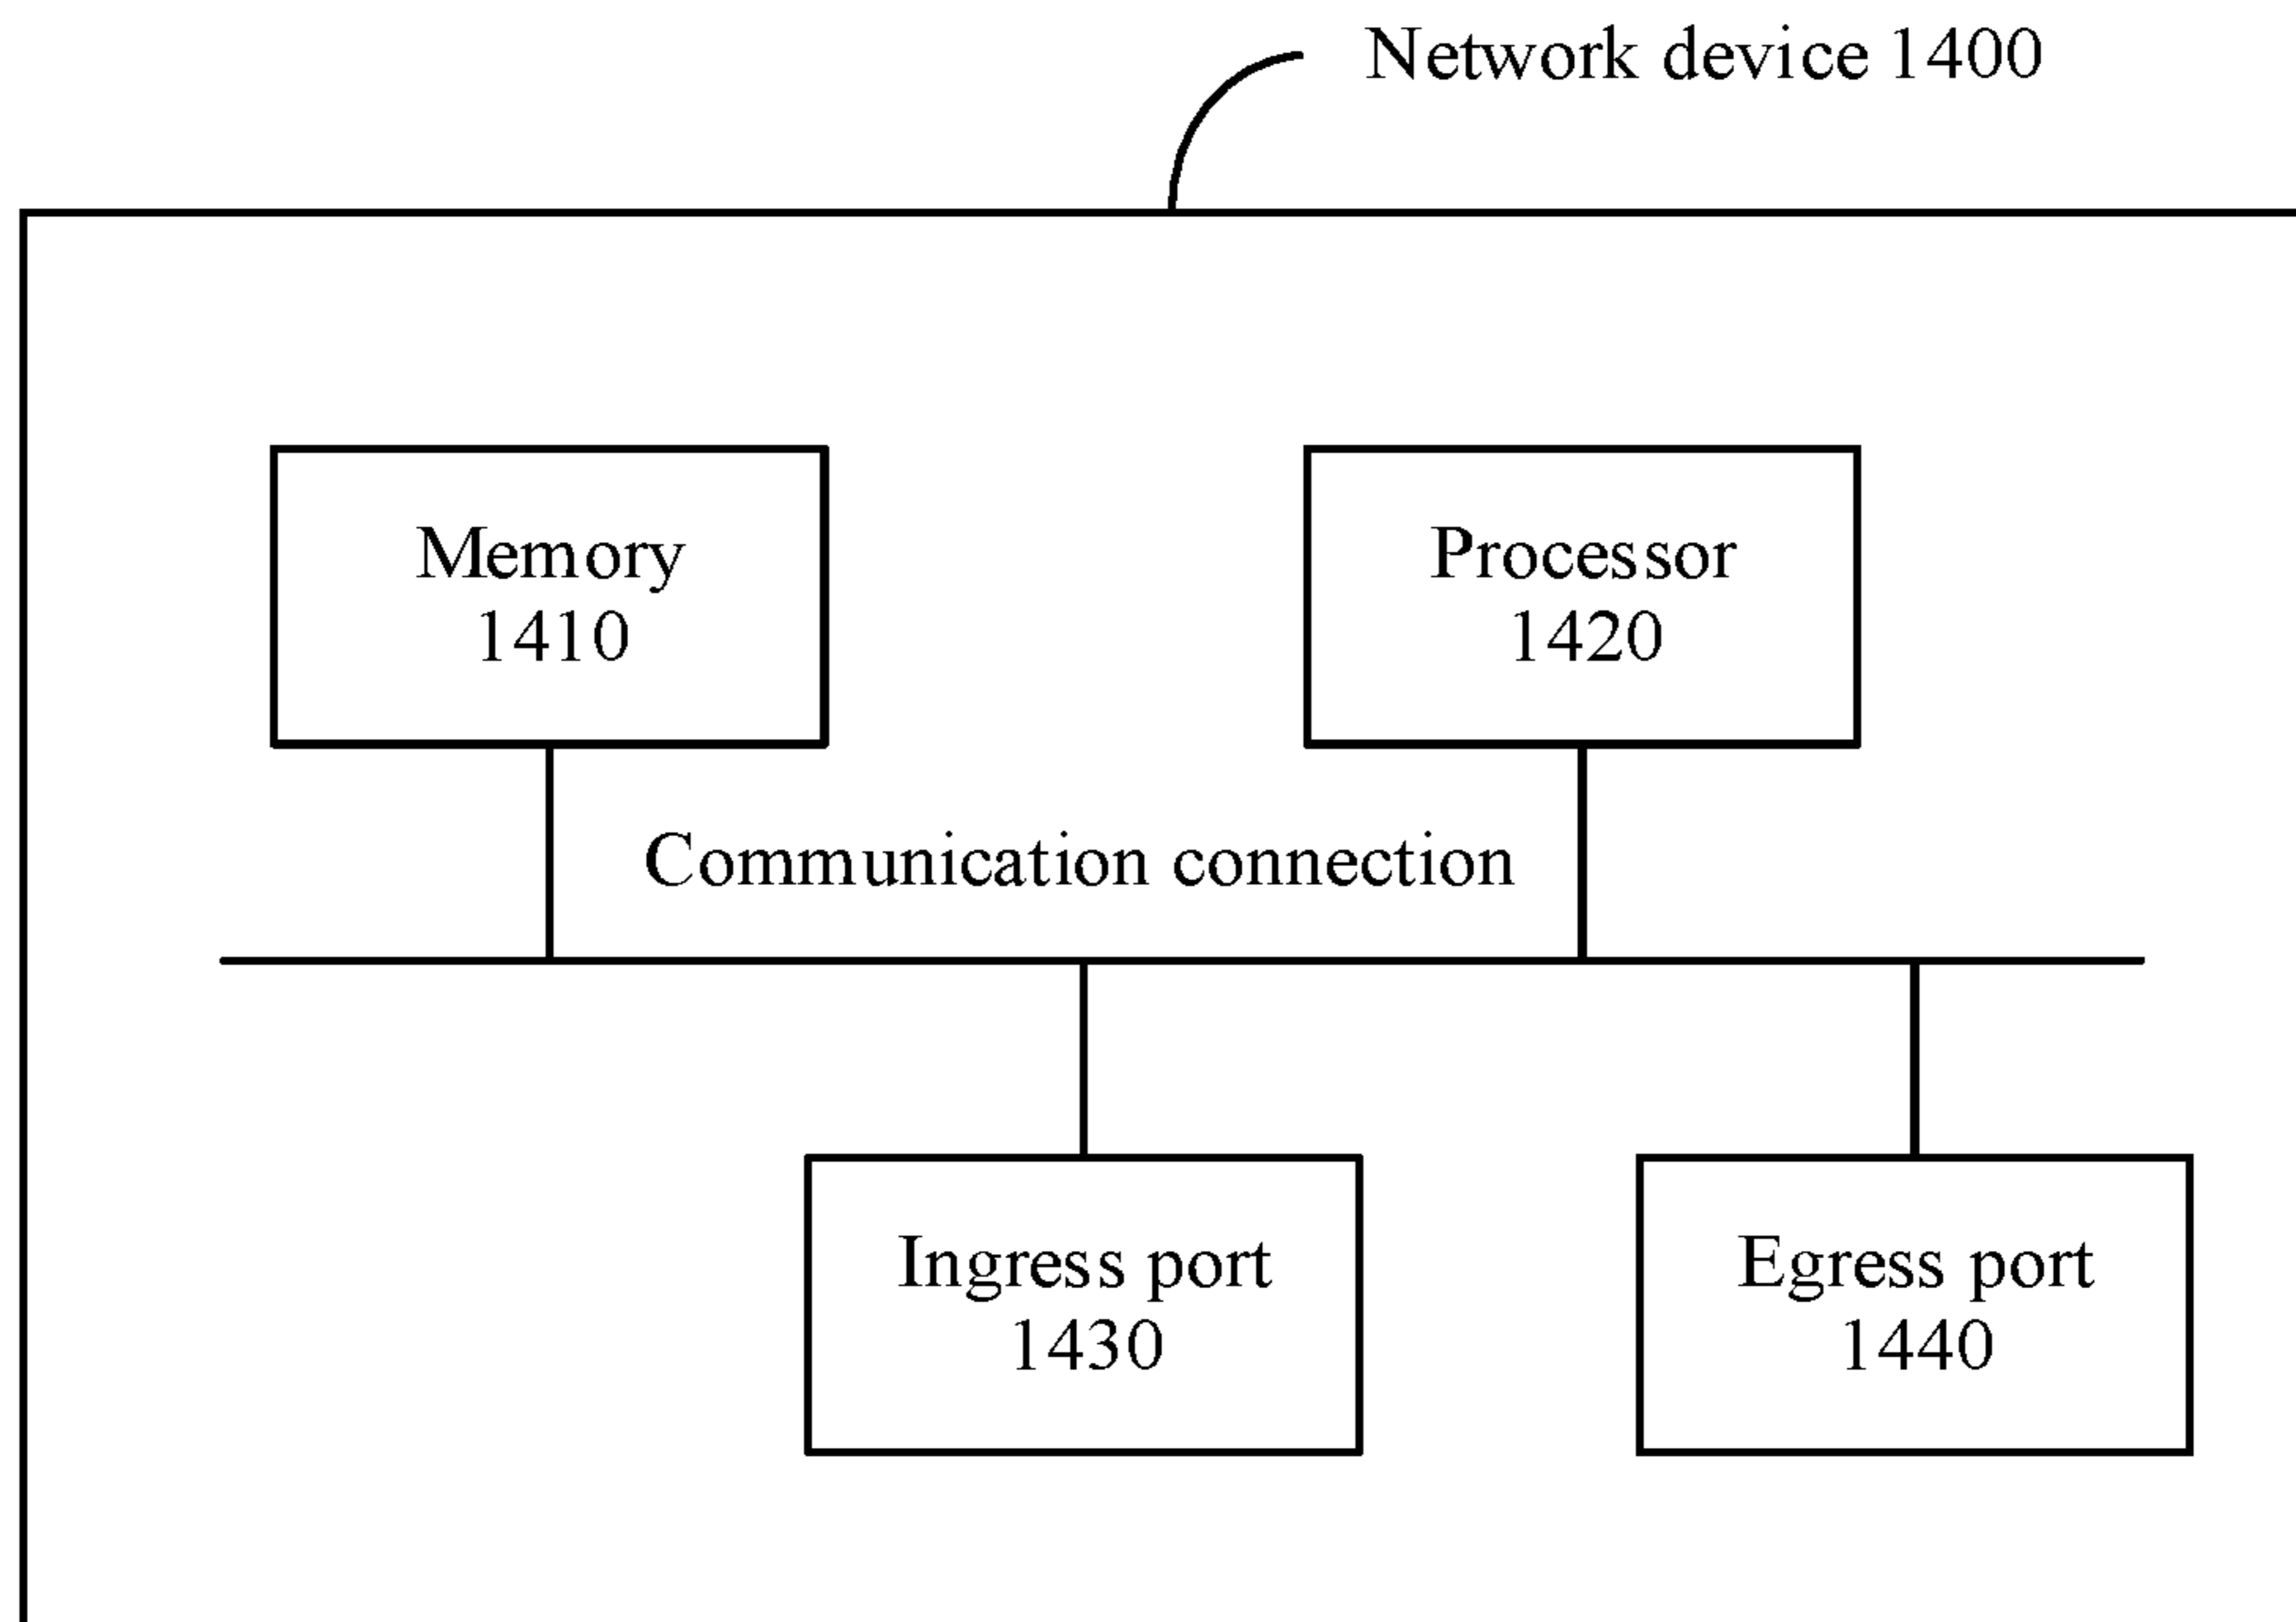 Network device 1400
Memory
1410
Processor
1420
Communication connection
Ingress port
1430
Egress port
1440